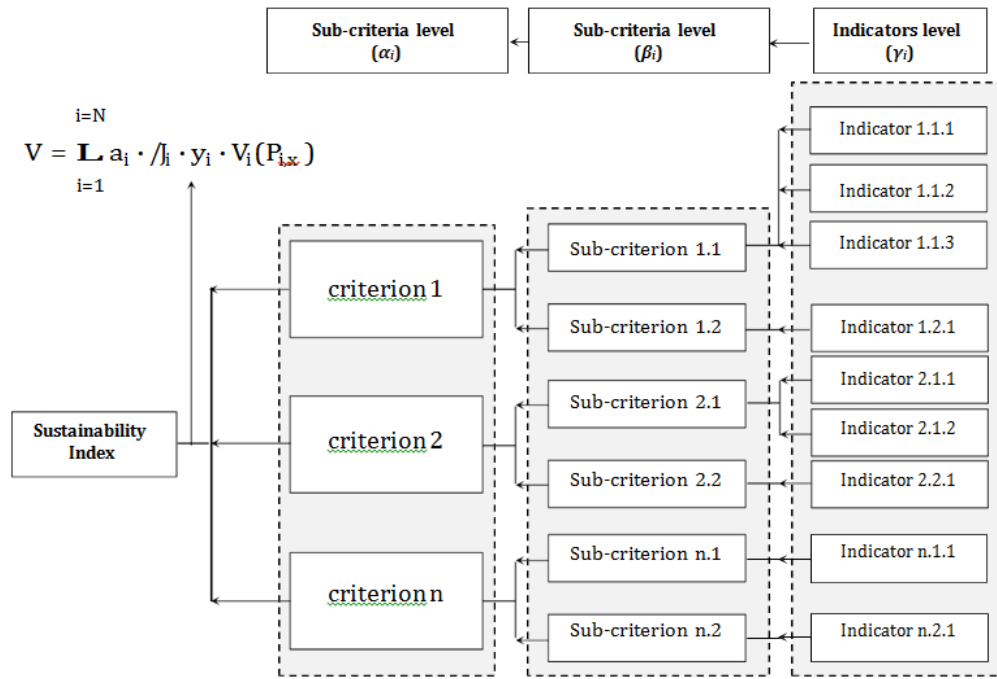 Sub-criteria level
(αi)
Sub-criteria level
(βi)
Indicators level
(γi)
i=N
V = L ai · /Ji · yi · Vi(Pi,x)
i=1
Indicator 1.1.1
Indicator 1.1.2
Indicator 1.1.3
Sub-criterion 1.1
criterion 1
Sub-criterion 1.2
Indicator 1.2.1
Indicator 2.1.1
Sub-criterion 2.1
Indicator 2.1.2
Sustainability
Index
criterion 2
Sub-criterion 2.2
Indicator 2.2.1
Sub-criterion n.1
Indicator n.1.1
criterion n
Sub-criterion n.2
Indicator n.2.1